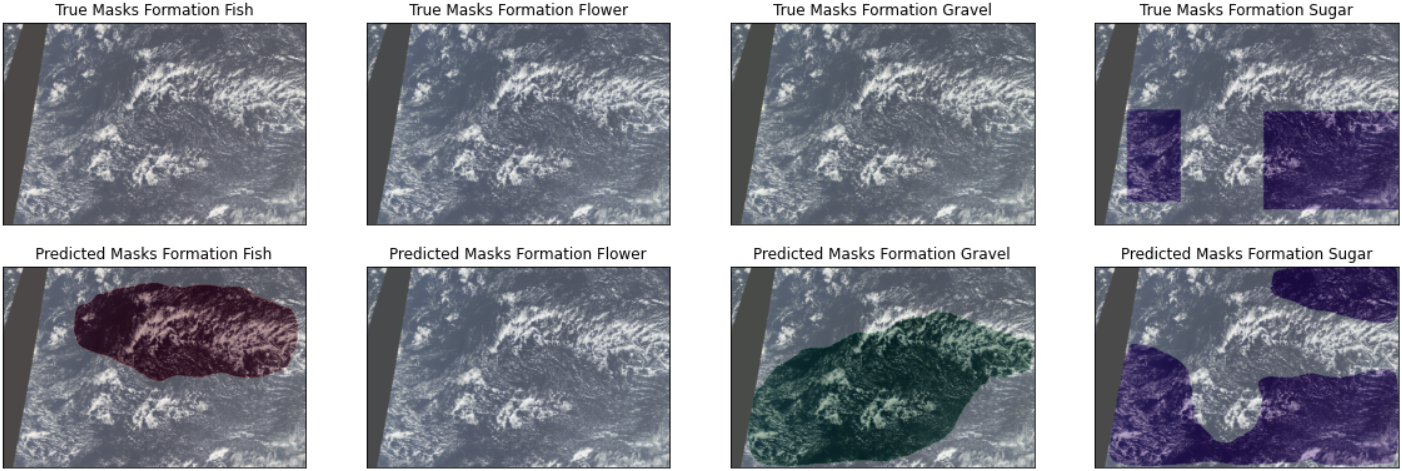 True Masks Formation Fish
True Masks Formation Flower
True Masks Formation Gravel
True Masks Formation Sugar
Predicted Masks Formation Fish
Predicted Masks Formation Flower
Predicted Masks Formation Gravel
Predicted Masks Formation Sugar